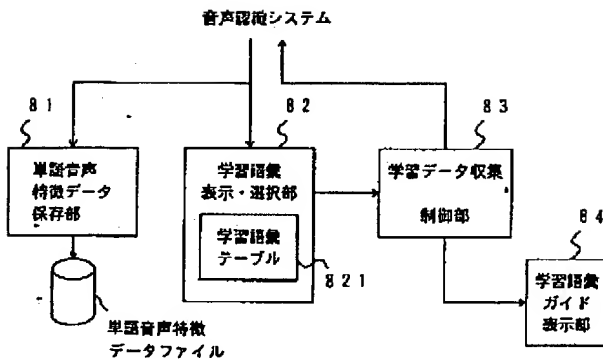 音声認識システム
81
82
83
単語音声
特徴データ
保存部
学習語彙
表示・選択部
学習データ収集
制御部
84
学習語彙
テーブル
821
学習語彙
ガイド
表示部
単語音声特徴
データファイル